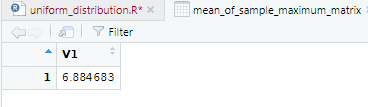 uniform_distribution.R* mean_of_sample_maximum_matrix
Filter
V1
1 6.884683